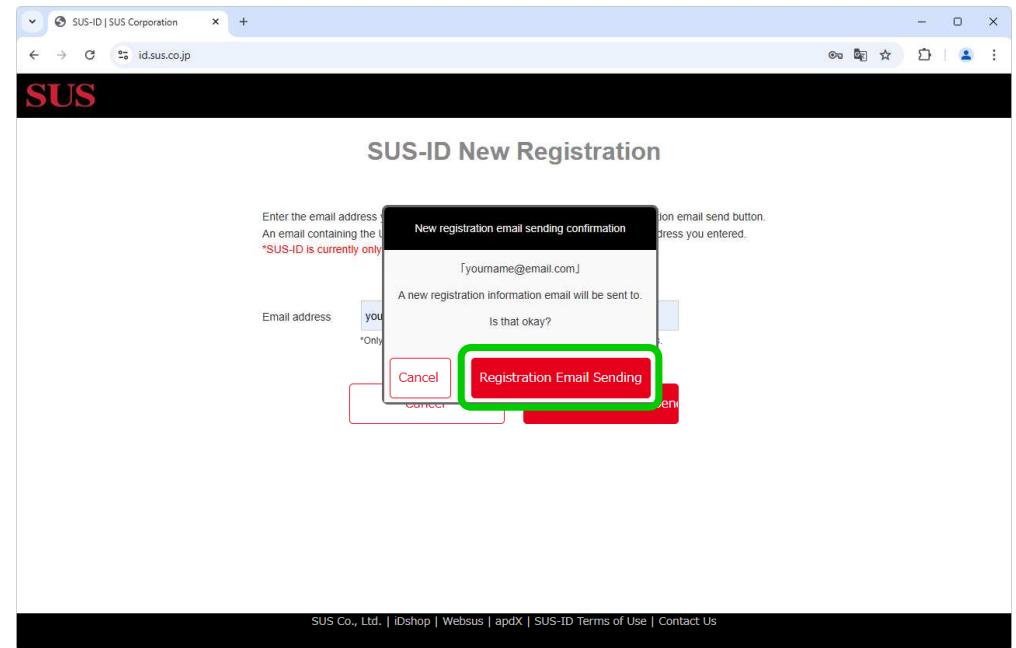 SUS-ID | SUS Corporation
id.sus.co.jp
SUS
SUS-ID New Registration
Enter the email address ion email send button.
An email containing the dress you entered.
*SUS-ID is currently only
New registration email sending confirmation
「yourname@email.com」
A new registration information email will be sent to.
Is that okay?
Email address you
*Only
Cancel Registration Email Sending
Cancel
SUS Co., Ltd. | iDshop | Websus | apdX | SUS-ID Terms of Use | Contact Us